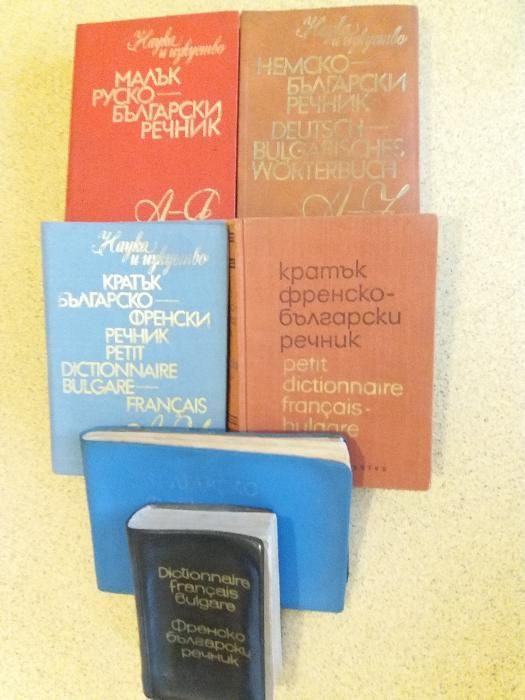 Наука
и изкуство
МАЛЪК
РУСКО—
БЪЛГАРСКИ
РЕЧНИК
А—Я
Наука
и изкуство
НЕМСКО—
БЪЛГАРСКИ
РЕЧНИК
DEUTSCH—
BULGARISCHES
WÖRTERBUCH
A—Z
Наука
и изкуство
КРАТЪК
БЪЛГАРСКО—
ФРЕНСКИ
РЕЧНИК
PETIT
DICTIONNAIRE
BULGARE—
FRANÇAIS
кратък
френско-
български
речник
petit
dictionnaire
français-
bulgare
Dictionnaire
français
bulgare
Френско
български
речник